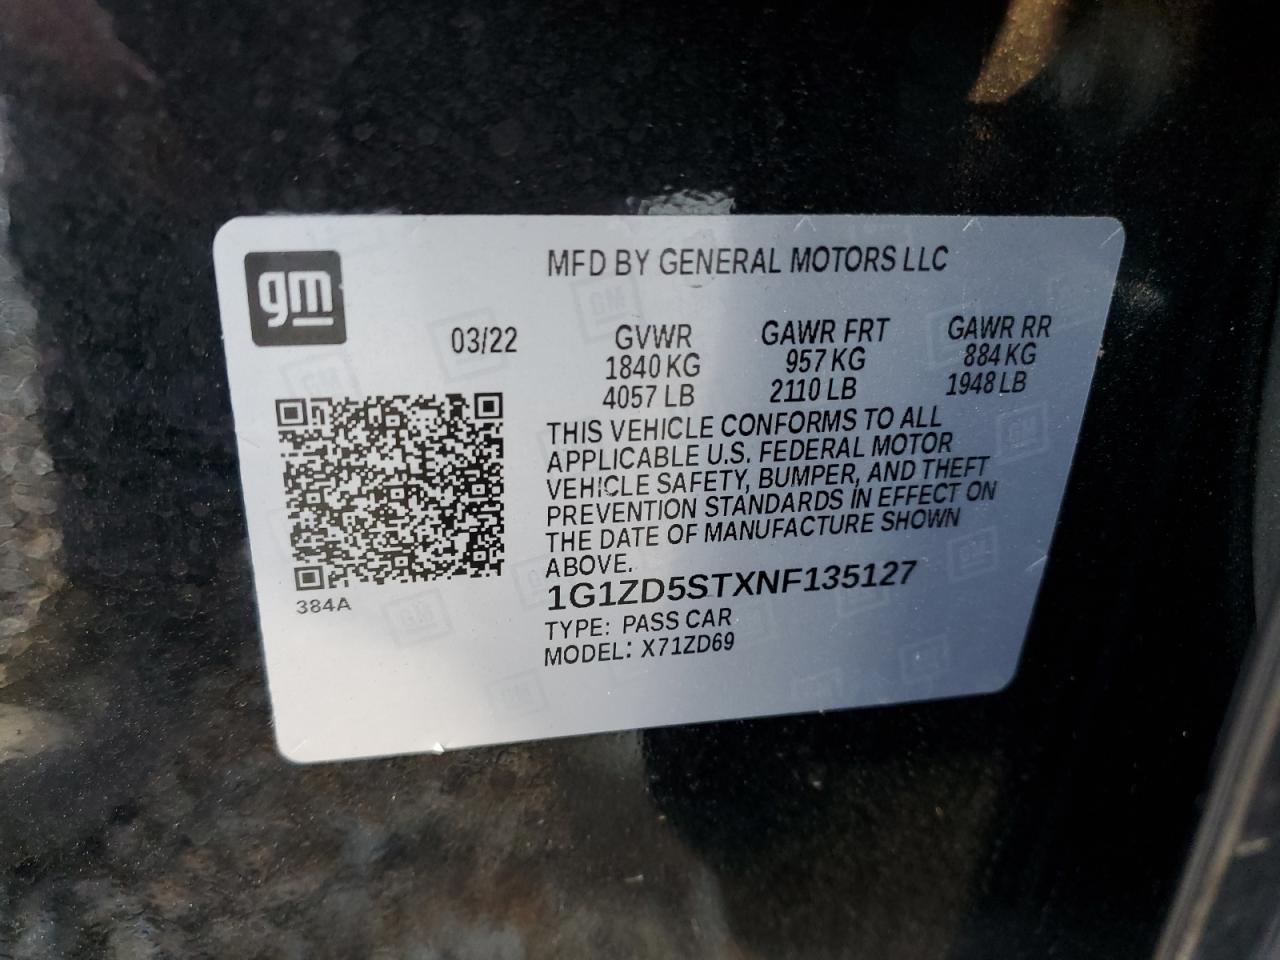 gm
MFD BY GENERAL MOTORS LLC
03/22 GVWR GAWR FRT GAWR RR
1840 KG 957 KG 884 KG
4057 LB 2110 LB 1948 LB
THIS VEHICLE CONFORMS TO ALL
APPLICABLE U.S. FEDERAL MOTOR
VEHICLE SAFETY, BUMPER, AND THEFT
PREVENTION STANDARDS IN EFFECT ON
THE DATE OF MANUFACTURE SHOWN
ABOVE.
384A
1G1ZD5STXNF135127
TYPE: PASS CAR
MODEL: X71ZD69